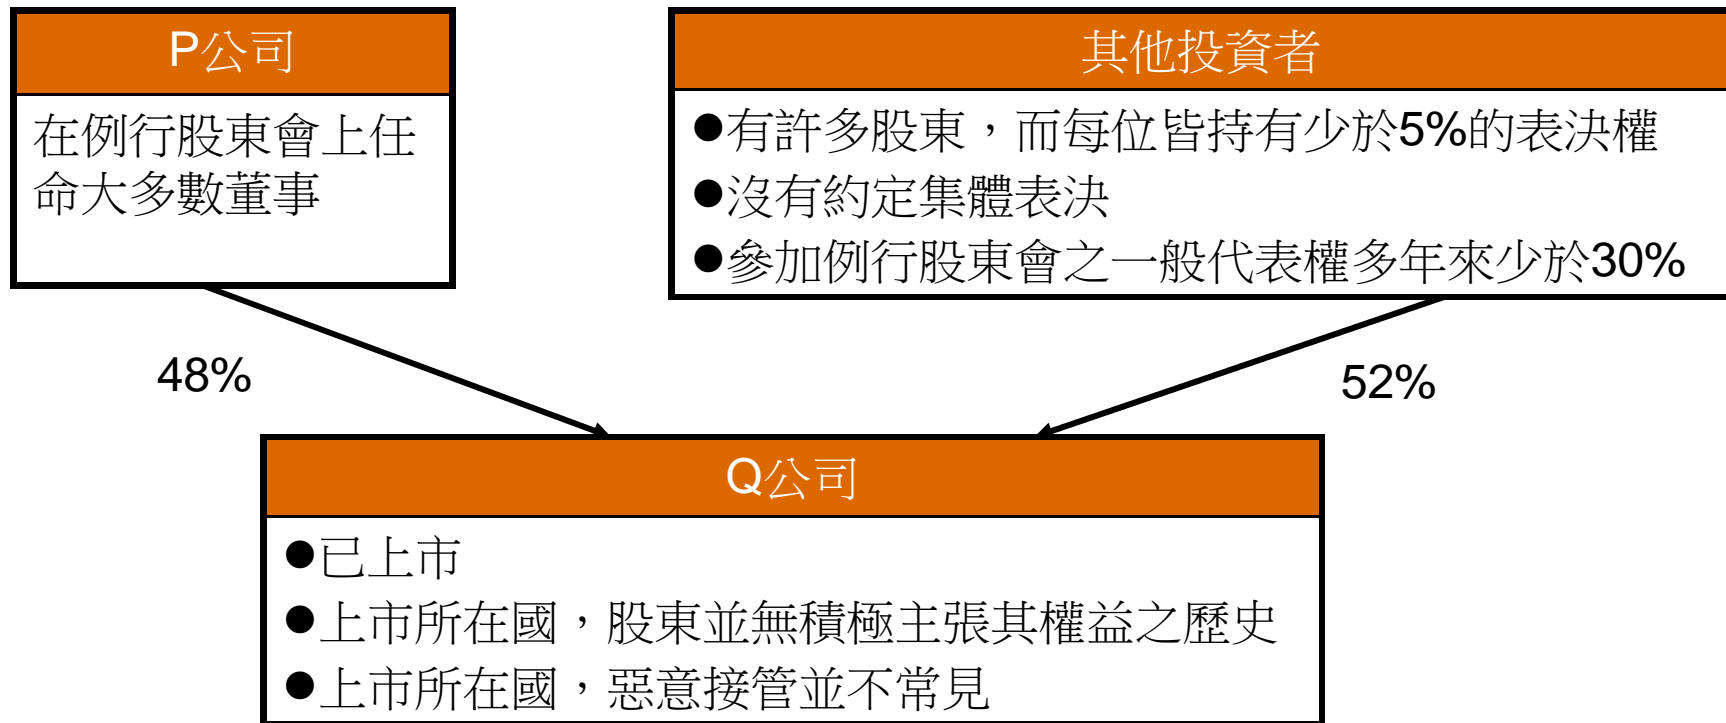 P公司
在例行股東會上任
命大多數董事
其他投資者
●有許多股東，而每位皆持有少於5%的表決權
●沒有約定集體表決
●參加例行股東會之一般代表權多年來少於30%
48%
52%
Q公司
●已上市
●上市所在國，股東並無積極主張其權益之歷史
●上市所在國，惡意接管並不常見